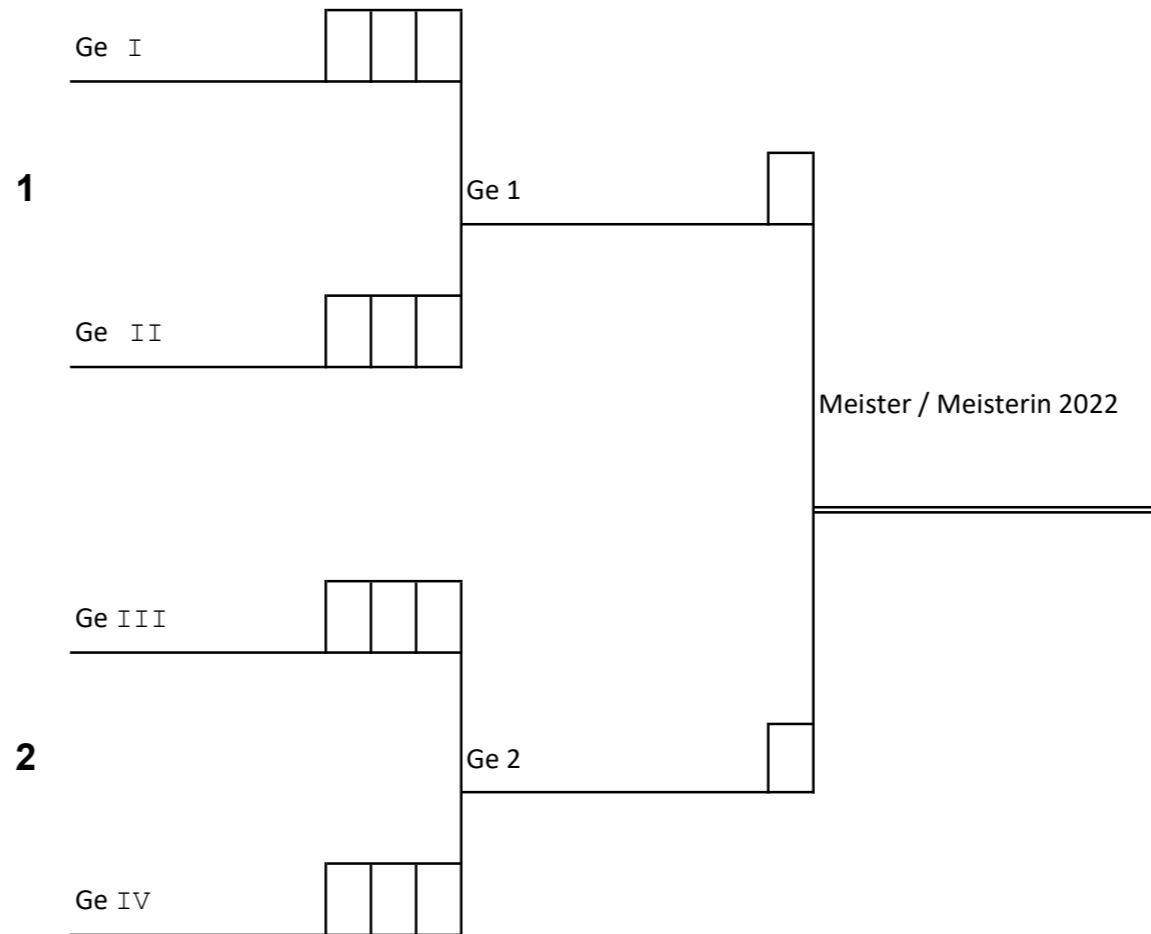 Ge I
1
Ge 1
Ge II
Meister / Meisterin 2022
Ge III
2
Ge 2
Ge IV